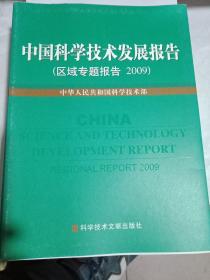 中国科学技术发展报告
(区域专题报告 2009)
中华人民共和国科学技术部
CHINA
SCIENCE AND TECHNOLOGY
DEVELOPMENT REPORT
REGIONAL REPORT 2009
科学技术文献出版社